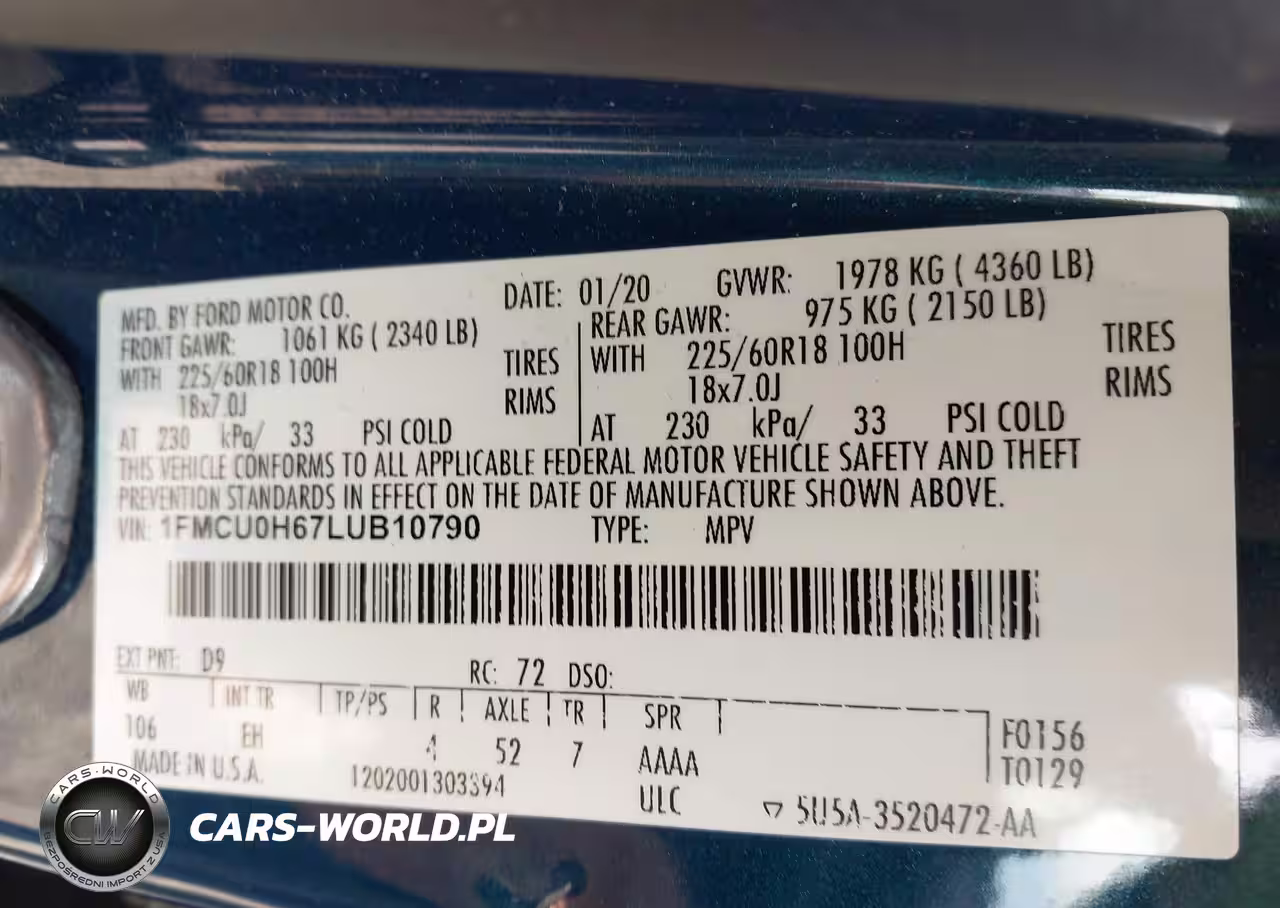 MFD. BY FORD MOTOR CO. DATE: 01/20 GVWR: 1978 KG ( 4360 LB)
FRONT GAWR: 1061 KG ( 2340 LB) REAR GAWR: 975 KG ( 2150 LB)
WITH 225/60R18 100H TIRES WITH 225/60R18 100H TIRES
18x7.0J RIMS 18x7.0J RIMS
AT 230 kPa/ 33 PSI COLD AT 230 kPa/ 33 PSI COLD
THIS VEHICLE CONFORMS TO ALL APPLICABLE FEDERAL MOTOR VEHICLE SAFETY AND THEFT
PREVENTION STANDARDS IN EFFECT ON THE DATE OF MANUFACTURE SHOWN ABOVE.
VIN: 1FMCU0H67LUB10790 TYPE: MPV
EXT PNT: D9 RC: 72 DSO:
WB INT TR TP/PS R AXLE TR SPR
106 EH 4 52 7 AAAA F0156
MADE IN U.S.A. 1202001303394 ULC T0129
5U5A-3520472-AA
CARS-WORLD
CW
BEZPOŚREDNI IMPORT Z USA
CARS-WORLD.PL